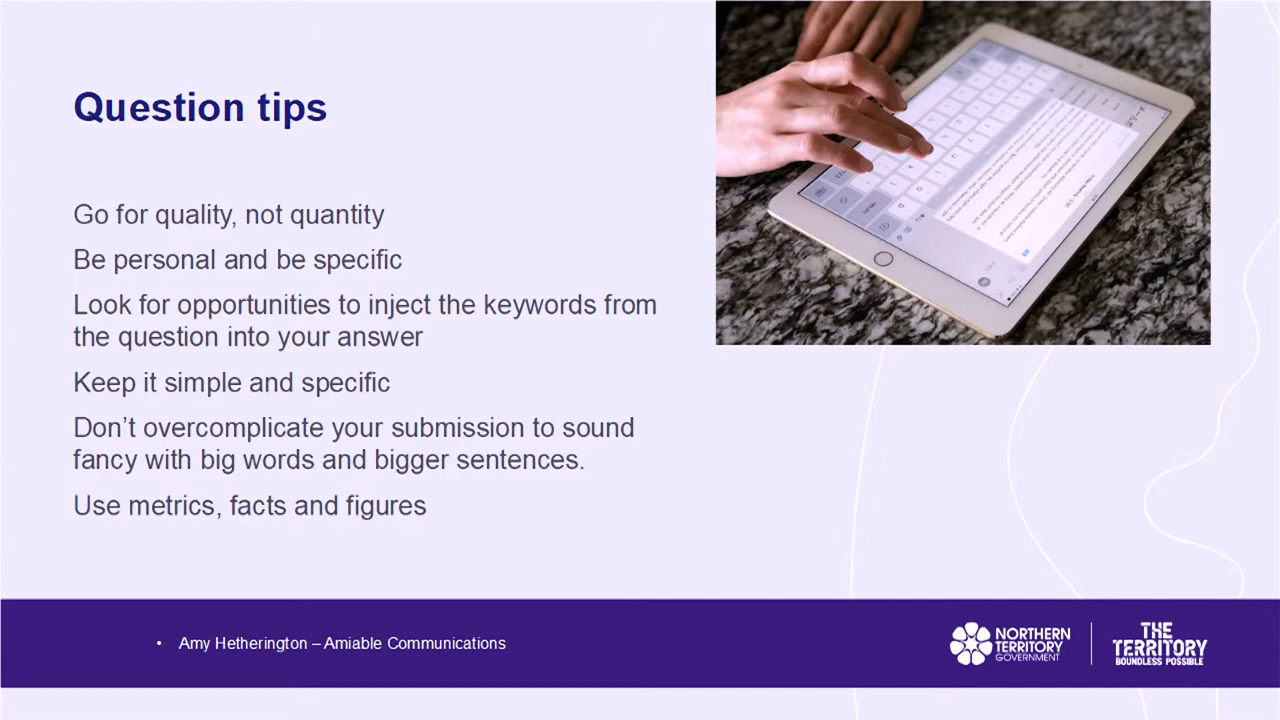 Question tips
Go for quality, not quantity
Be personal and be specific
Look for opportunities to inject the keywords from
the question into your answer
Keep it simple and specific
Don’t overcomplicate your submission to sound
fancy with big words and bigger sentences.
Use metrics, facts and figures
• Amy Hetherington – Amiable Communications
NORTHERN
TERRITORY
GOVERNMENT
THE
TERRITORY
BOUNDLESS POSSIBLE